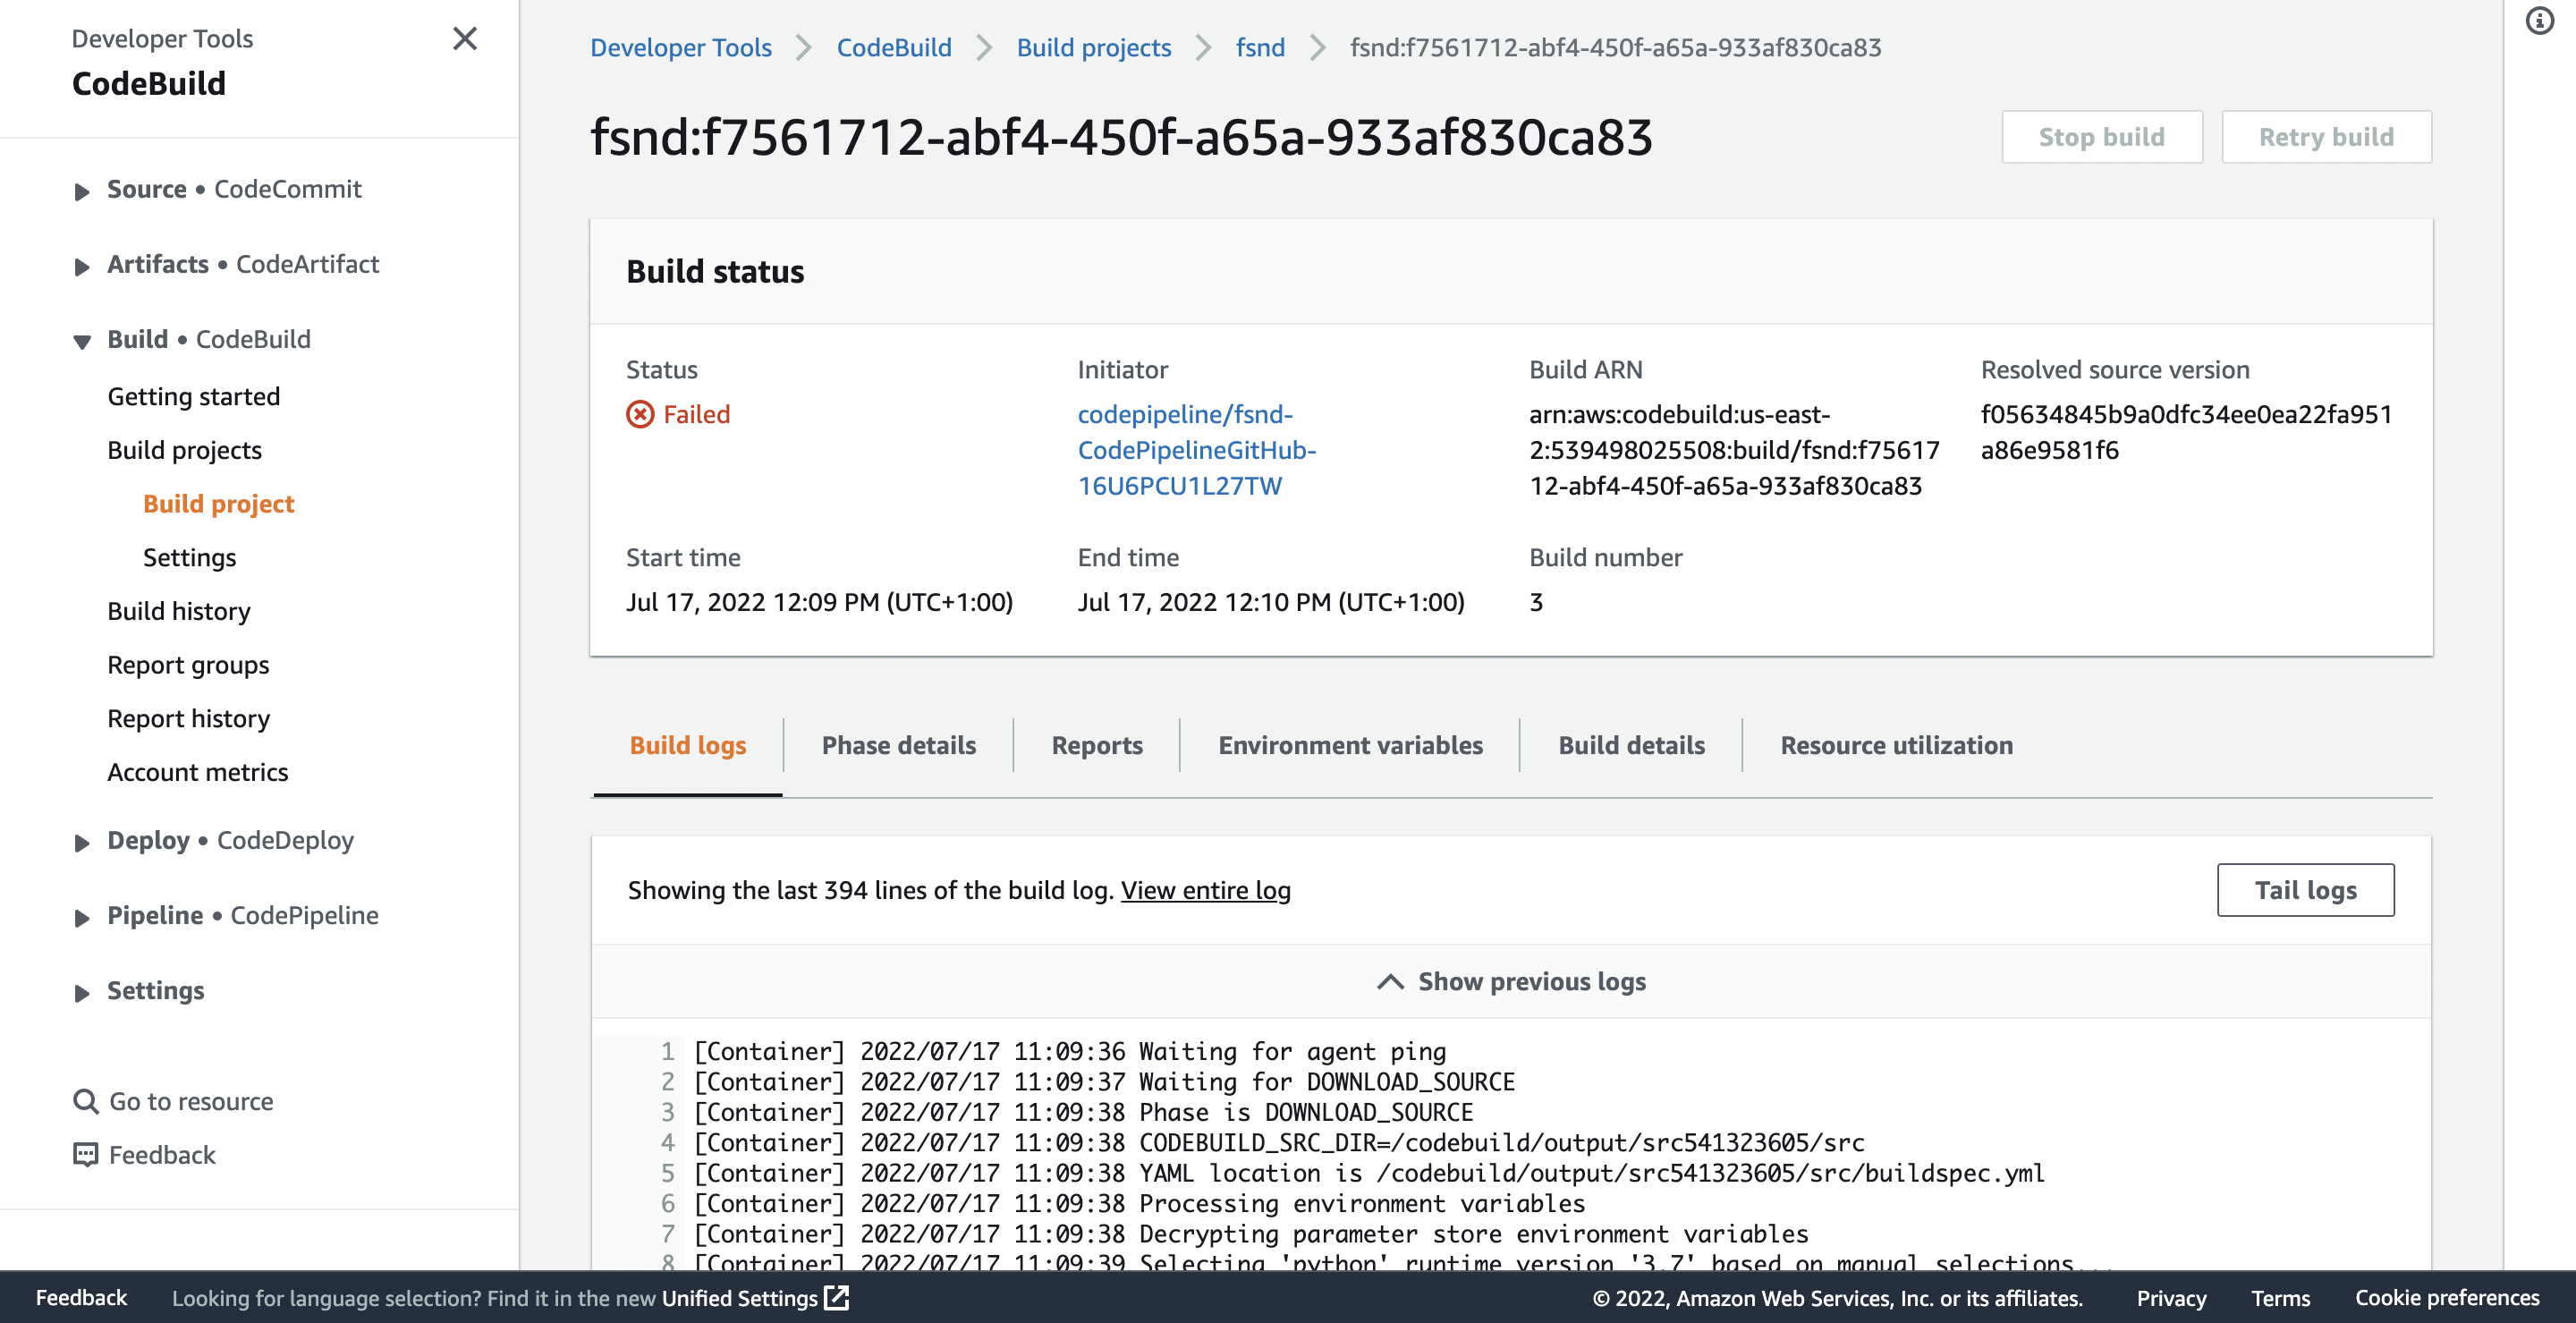 Developer Tools
CodeBuild
Source • CodeCommit
Artifacts • CodeArtifact
Build • CodeBuild
Getting started
Build projects
Build project
Settings
Build history
Report groups
Report history
Account metrics
Deploy • CodeDeploy
Pipeline • CodePipeline
Settings
Go to resource
Feedback
Developer Tools
CodeBuild
Build projects
fsnd
fsnd:f7561712-abf4-450f-a65a-933af830ca83
fsnd:f7561712-abf4-450f-a65a-933af830ca83
Stop build
Retry build
Build status
Status
Failed
Initiator
codepipeline/fsnd-
CodePipelineGitHub-
16U6PCU1L27TW
Build ARN
arn:aws:codebuild:us-east-
2:539498025508:build/fsnd:f75617
12-abf4-450f-a65a-933af830ca83
Resolved source version
f05634845b9a0dfc34ee0ea22fa951
a86e9581f6
Start time
Jul 17, 2022 12:09 PM (UTC+1:00)
End time
Jul 17, 2022 12:10 PM (UTC+1:00)
Build number
3
Build logs
Phase details
Reports
Environment variables
Build details
Resource utilization
Showing the last 394 lines of the build log. View entire log
Tail logs
Show previous logs
1 [Container] 2022/07/17 11:09:36 Waiting for agent ping
2 [Container] 2022/07/17 11:09:37 Waiting for DOWNLOAD_SOURCE
3 [Container] 2022/07/17 11:09:38 Phase is DOWNLOAD_SOURCE
4 [Container] 2022/07/17 11:09:38 CODEBUILD_SRC_DIR=/codebuild/output/src541323605/src
5 [Container] 2022/07/17 11:09:38 YAML location is /codebuild/output/src541323605/src/buildspec.yml
6 [Container] 2022/07/17 11:09:38 Processing environment variables
7 [Container] 2022/07/17 11:09:38 Decrypting parameter store environment variables
8 [Container] 2022/07/17 11:09:39 Selecting 'python' runtime version '3.7' based on manual selections...
Feedback
Looking for language selection? Find it in the new Unified Settings
© 2022, Amazon Web Services, Inc. or its affiliates.
Privacy
Terms
Cookie preferences